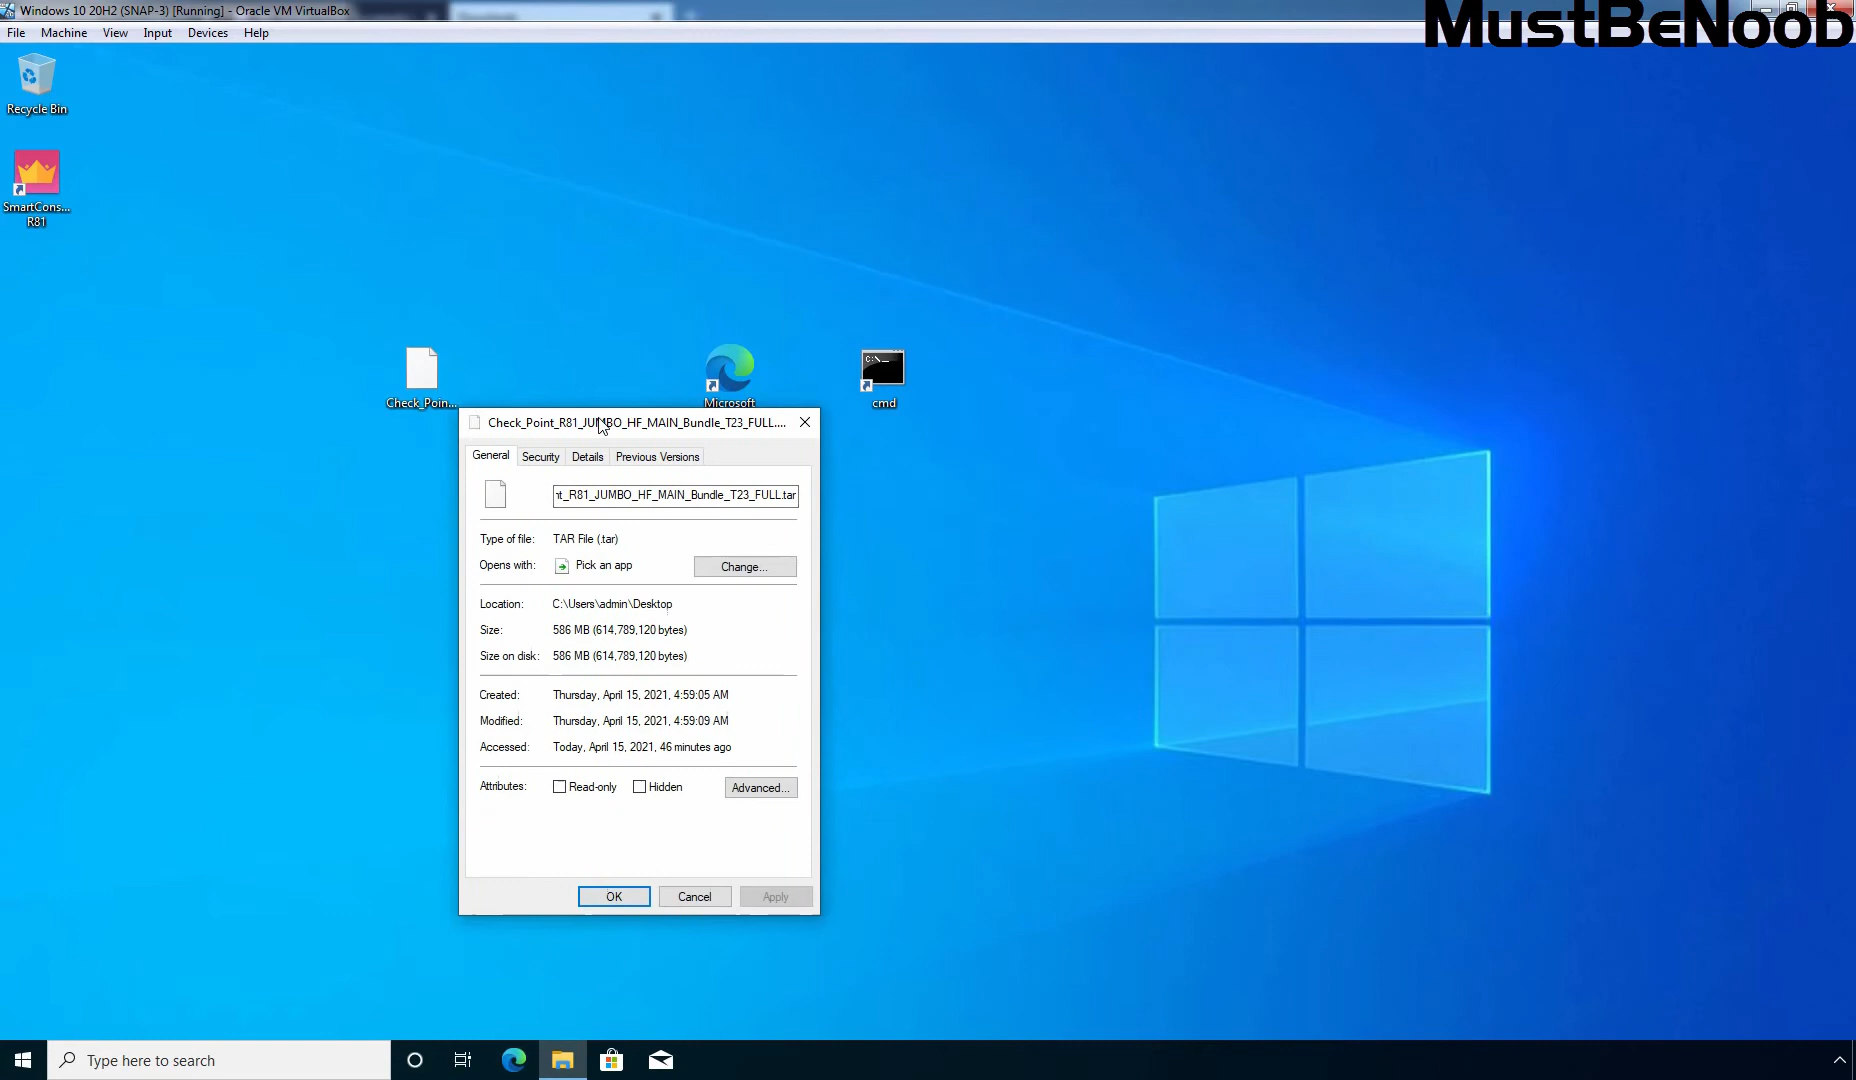 Windows 10 20H2 (SNAP-3) [Running] - Oracle VM VirtualBox
MustBeNoob
File Machine View Input Devices Help
Recycle Bin
SmartCons...
R81
Check_Poin...
Microsoft
cmd
Check_Point_R81_JUMBO_HF_MAIN_Bundle_T23_FULL....
General Security Details Previous Versions
nt_R81_JUMBO_HF_MAIN_Bundle_T23_FULL.tar
Type of file: TAR File (.tar)
Opens with: Pick an app Change...
Location: C:\Users\admin\Desktop
Size: 586 MB (614,789,120 bytes)
Size on disk: 586 MB (614,789,120 bytes)
Created: Thursday, April 15, 2021, 4:59:05 AM
Modified: Thursday, April 15, 2021, 4:59:09 AM
Accessed: Today, April 15, 2021, 46 minutes ago
Attributes: Read-only Hidden Advanced...
OK Cancel Apply
Type here to search